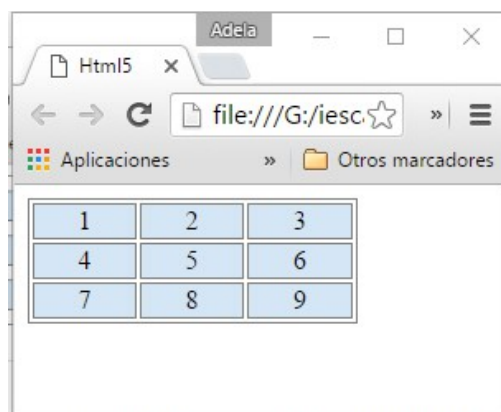 Adela
Html5
file:///G:/iesc
Aplicaciones » Otros marcadores
1 2 3
4 5 6
7 8 9